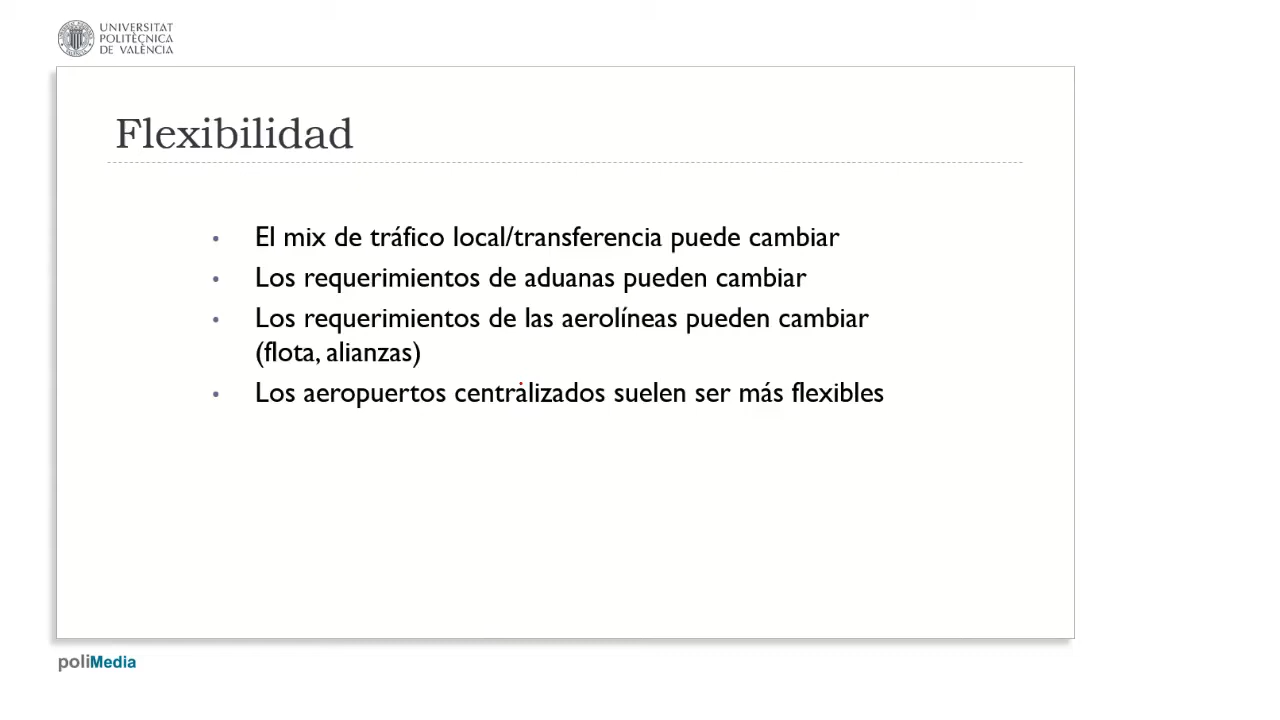 UNIVERSITAT
POLITÈCNICA
DE VALÈNCIA
Flexibilidad
• El mix de tráfico local/transferencia puede cambiar
• Los requerimientos de aduanas pueden cambiar
• Los requerimientos de las aerolíneas pueden cambiar
(flota, alianzas)
• Los aeropuertos centralizados suelen ser más flexibles
poliMedia